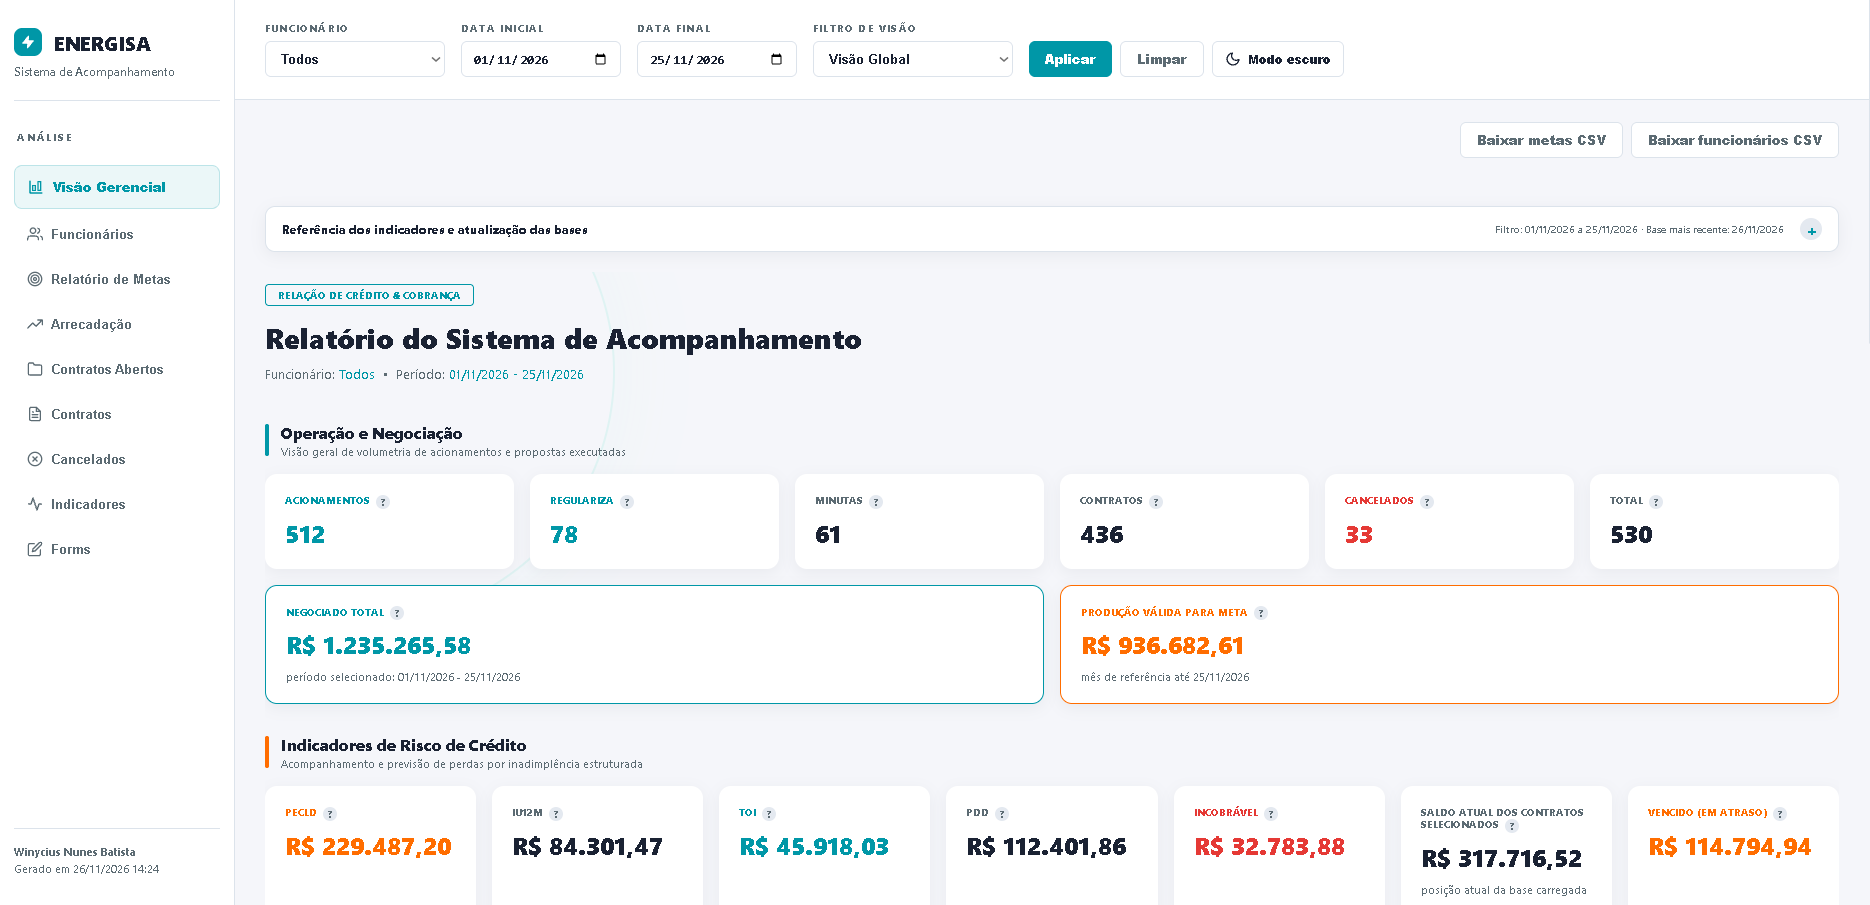 ENERGISA
Sistema de Acompanhamento
ANÁLISE
Visão Gerencial
Funcionários
Relatório de Metas
Arrecadação
Contratos Abertos
Contratos
Cancelados
Indicadores
Forms
Winycius Nunes Batista
Gerado em 26/11/2026 14:24
FUNCIONÁRIO
Todos
DATA INICIAL
01/11/2026
DATA FINAL
25/11/2026
FILTRO DE VISÃO
Visão Global
Aplicar
Limpar
Modo escuro
Baixar metas CSV
Baixar funcionários CSV
Referência dos indicadores e atualização das bases
Filtro: 01/11/2026 a 25/11/2026 · Base mais recente: 26/11/2026
+
RELAÇÃO DE CRÉDITO & COBRANÇA
Relatório do Sistema de Acompanhamento
Funcionário: Todos • Período: 01/11/2026 - 25/11/2026
Operação e Negociação
Visão geral de volumetria de acionamentos e propostas executadas
ACIONAMENTOS ?
512
REGULARIZA ?
78
MINUTAS ?
61
CONTRATOS ?
436
CANCELADOS ?
33
TOTAL ?
530
NEGOCIADO TOTAL ?
R$ 1.235.265,58
período selecionado: 01/11/2026 - 25/11/2026
PRODUÇÃO VÁLIDA PARA META ?
R$ 936.682,61
mês de referência até 25/11/2026
Indicadores de Risco de Crédito
Acompanhamento e previsão de perdas por inadimplência estruturada
PECLD ?
R$ 229.487,20
IU12M ?
R$ 84.301,47
TOI ?
R$ 45.918,03
PDD ?
R$ 112.401,86
INCOBRÁVEL ?
R$ 32.783,88
SALDO ATUAL DOS CONTRATOS
SELECIONADOS ?
R$ 317.716,52
posição atual da base carregada
VENCIDO (EM ATRASO) ?
R$ 114.794,94